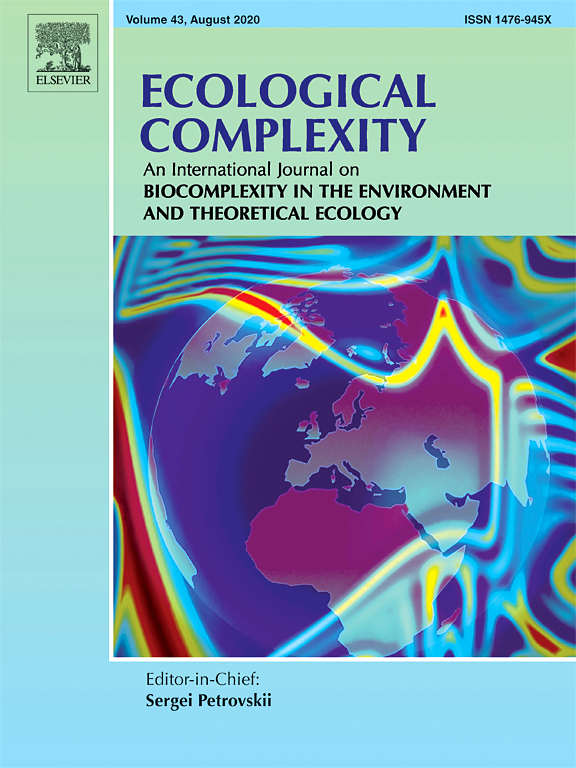 Volume 43, August 2020
ISSN 1476-945X
ELSEVIER
ECOLOGICAL
COMPLEXITY
An International Journal on
BIOCOMPLEXITY IN THE ENVIRONMENT
AND THEORETICAL ECOLOGY
Editor-in-Chief:
Sergei Petrovskii